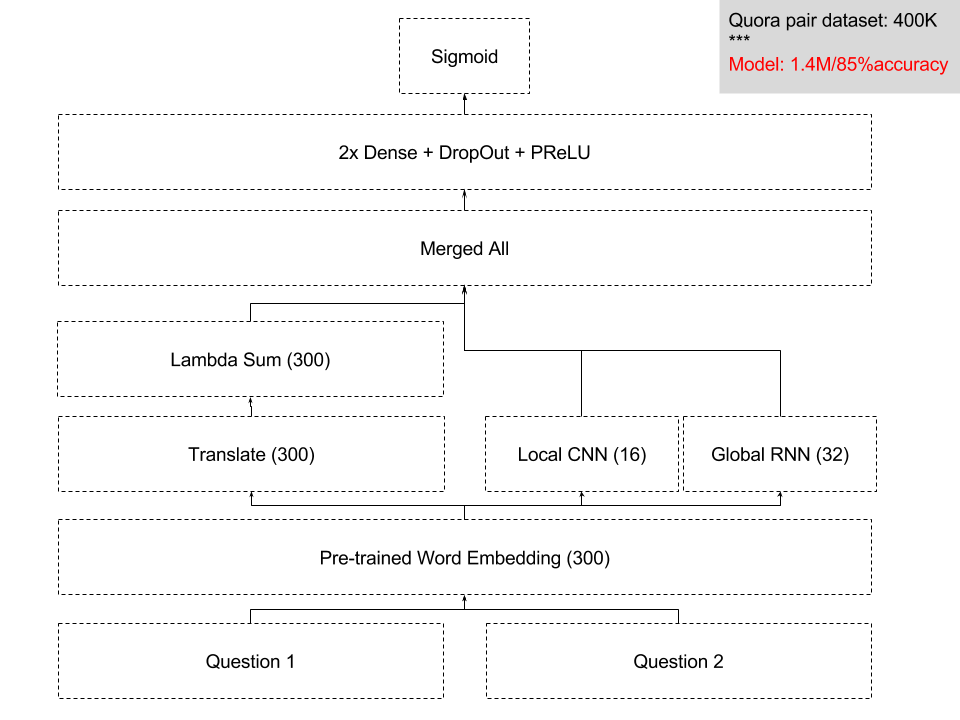 Quora pair dataset: 400K
***
Model: 1.4M/85%accuracy
Sigmoid
2x Dense + DropOut + PReLU
Merged All
Lambda Sum (300)
Translate (300)
Local CNN (16)
Global RNN (32)
Pre-trained Word Embedding (300)
Question 1
Question 2